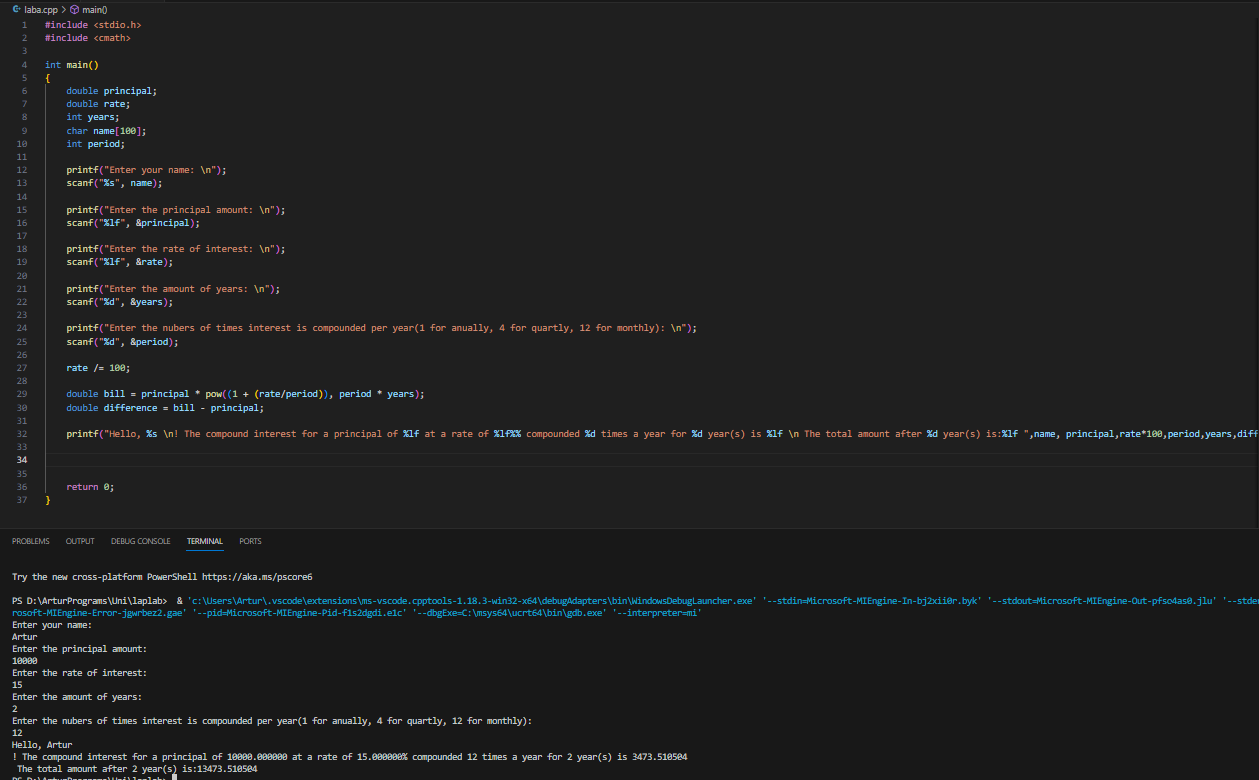 laba.cpp > main()
1 #include <stdio.h>
2 #include <cmath>
3
4 int main()
5 {
6 double principal;
7 double rate;
8 int years;
9 char name[100];
10 int period;
11
12 printf("Enter your name: \n");
13 scanf("%s", name);
14
15 printf("Enter the principal amount: \n");
16 scanf("%lf", &principal);
17
18 printf("Enter the rate of interest: \n");
19 scanf("%lf", &rate);
20
21 printf("Enter the amount of years: \n");
22 scanf("%d", &years);
23
24 printf("Enter the nubers of times interest is compounded per year(1 for anually, 4 for quartly, 12 for monthly): \n");
25 scanf("%d", &period);
26
27 rate /= 100;
28
29 double bill = principal * pow((1 + (rate/period)), period * years);
30 double difference = bill - principal;
31
32 printf("Hello, %s \n! The compound interest for a principal of %lf at a rate of %lf%% compounded %d times a year for %d year(s) is %lf \n The total amount after %d year(s) is:%lf ",name, principal,rate*100,period,years,diff
33
34
35
36 return 0;
37 }
PROBLEMS OUTPUT DEBUG CONSOLE TERMINAL PORTS
Try the new cross-platform PowerShell https://aka.ms/pscore6
PS D:\ArturPrograms\Uni\laplab> & 'c:\Users\Artur\.vscode\extensions\ms-vscode.cpptools-1.18.3-win32-x64\debugAdapters\bin\WindowsDebugLauncher.exe' '--stdin=Microsoft-MIEngine-In-bj2xii0r.byk' '--stdout=Microsoft-MIEngine-Out-pfso4as0.jlu' '--stder
rosoft-MIEngine-Error-jgwrbez2.gae' '--pid=Microsoft-MIEngine-Pid-f1s2dgdi.e1c' '--dbgExe=C:\msys64\ucrt64\bin\gdb.exe' '--interpreter=mi'
Enter your name:
Artur
Enter the principal amount:
10000
Enter the rate of interest:
15
Enter the amount of years:
2
Enter the nubers of times interest is compounded per year(1 for anually, 4 for quartly, 12 for monthly):
12
Hello, Artur
! The compound interest for a principal of 10000.000000 at a rate of 15.000000% compounded 12 times a year for 2 year(s) is 3473.510504
The total amount after 2 year(s) is:13473.510504
PS D:\ArturPrograms\Uni\laplab>